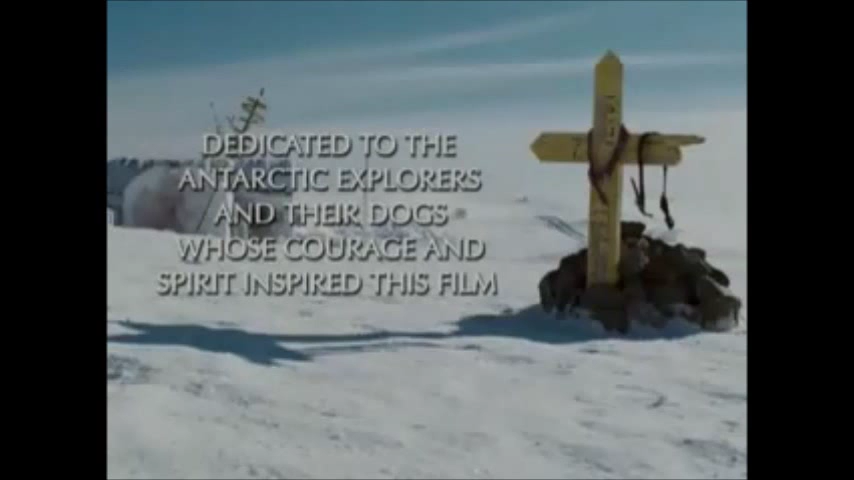 DEDICATED TO THE
ANTARCTIC EXPLORERS
AND THEIR DOGS
WHOSE COURAGE AND
SPIRIT INSPIRED THIS FILM